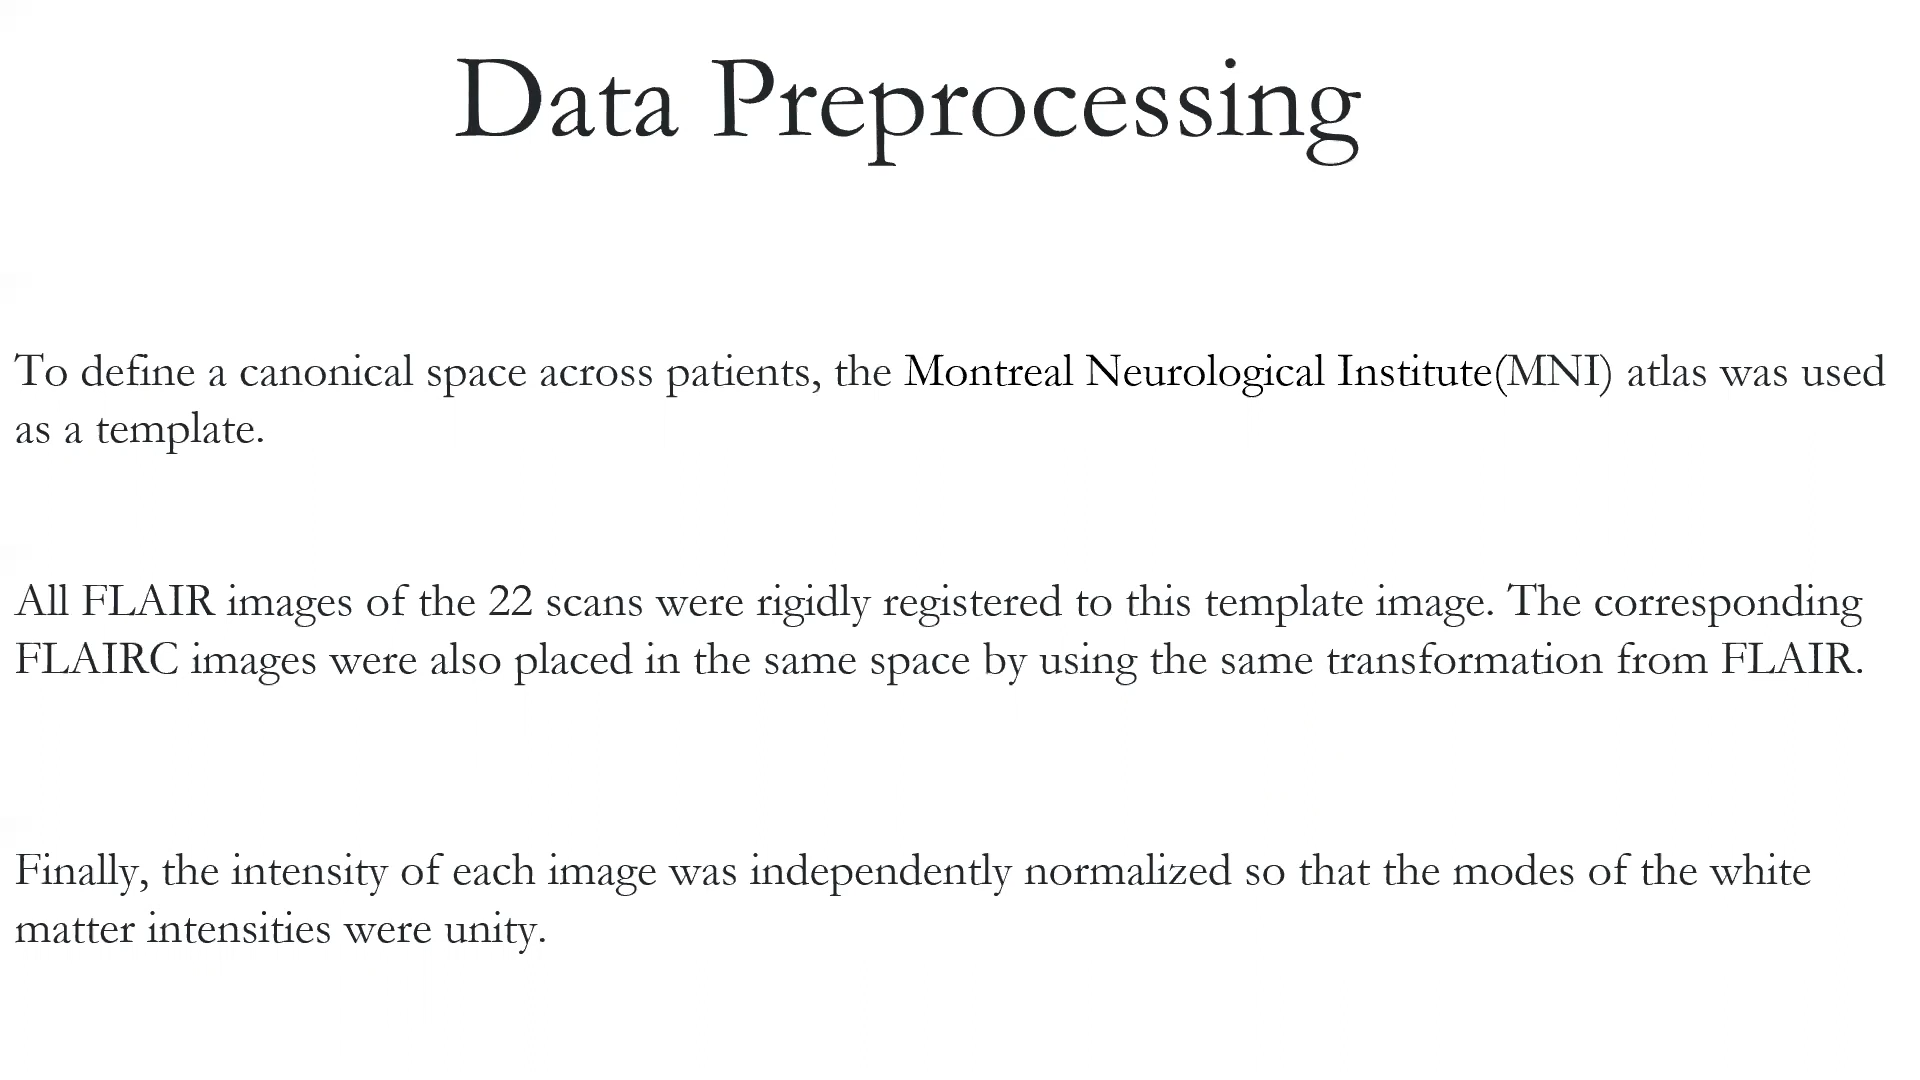 Data Preprocessing
To define a canonical space across patients, the Montreal Neurological Institute(MNI) atlas was used
as a template.
All FLAIR images of the 22 scans were rigidly registered to this template image. The corresponding
FLAIRC images were also placed in the same space by using the same transformation from FLAIR.
Finally, the intensity of each image was independently normalized so that the modes of the white
matter intensities were unity.